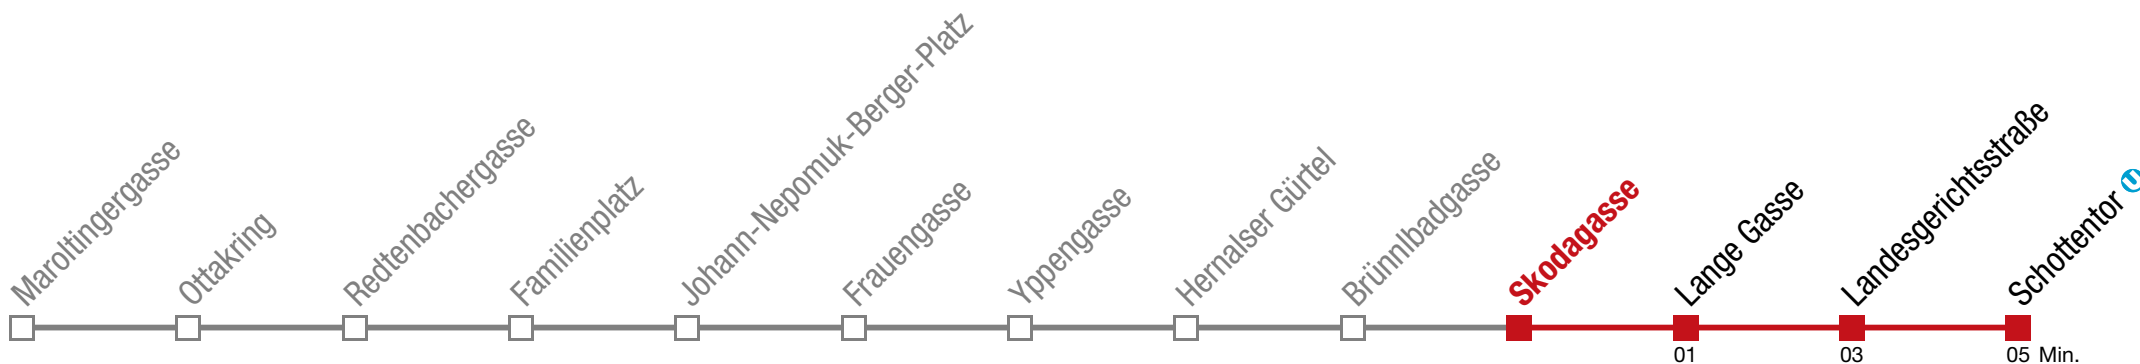 Maroltingergasse
Ottakring
Redtenbachergasse
Familienplatz
Johann-Nepomuk-Berger-Platz
Frauengasse
Yppengasse
Hernalser Gürtel
Brünnlbadgasse
Skodagasse
Lange Gasse
Landesgerichtsstraße
Schottentor U
01 03 05 Min.